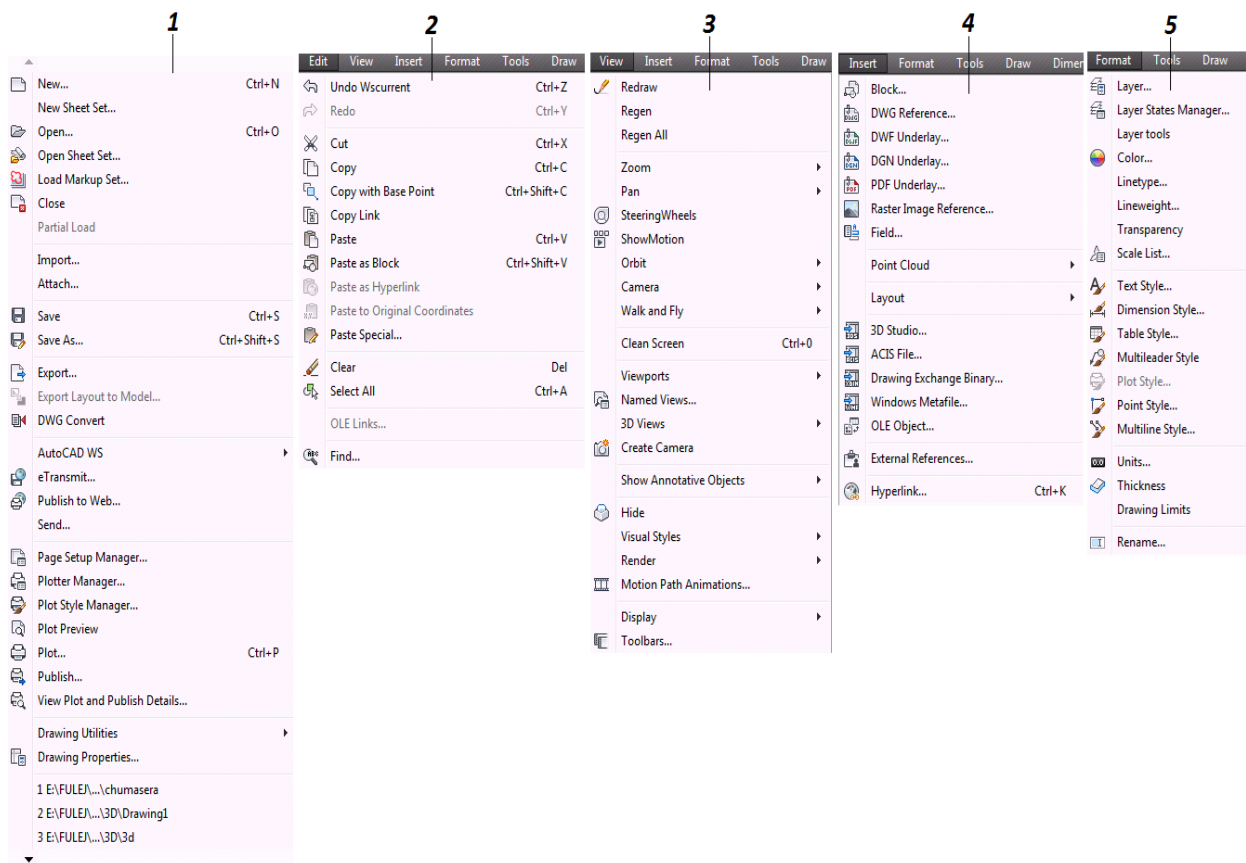 1
New... Ctrl+N
New Sheet Set...
Open... Ctrl+O
Open Sheet Set...
Load Markup Set...
Close
Partial Load
Import...
Attach...
Save Ctrl+S
Save As... Ctrl+Shift+S
Export...
Export Layout to Model...
DWG Convert
AutoCAD WS
eTransmit...
Publish to Web...
Send...
Page Setup Manager...
Plotter Manager...
Plot Style Manager...
Plot Preview
Plot... Ctrl+P
Publish...
View Plot and Publish Details...
Drawing Utilities
Drawing Properties...
1 E:\FULEJ\...\chumasera
2 E:\FULEJ\...\3D\Drawing1
3 E:\FULEJ\...\3D\3d
2
Edit View Insert Format Tools Draw
Undo Wscurrent Ctrl+Z
Redo Ctrl+Y
Cut Ctrl+X
Copy Ctrl+C
Copy with Base Point Ctrl+Shift+C
Copy Link
Paste Ctrl+V
Paste as Block Ctrl+Shift+V
Paste as Hyperlink
Paste to Original Coordinates
Paste Special...
Clear Del
Select All Ctrl+A
OLE Links...
Find...
3
View Insert Format Tools Draw
Redraw
Regen
Regen All
Zoom
Pan
SteeringWheels
ShowMotion
Orbit
Camera
Walk and Fly
Clean Screen Ctrl+0
Viewports
Named Views...
3D Views
Create Camera
Show Annotative Objects
Hide
Visual Styles
Render
Motion Path Animations...
Display
Toolbars...
4
Insert Format Tools Draw Dimen
Block...
DWG Reference...
DWF Underlay...
DGN Underlay...
PDF Underlay...
Raster Image Reference...
Field...
Point Cloud
Layout
3D Studio...
ACIS File...
Drawing Exchange Binary...
Windows Metafile...
OLE Object...
External References...
Hyperlink... Ctrl+K
5
Format Tools Draw
Layer...
Layer States Manager...
Layer tools
Color...
Linetype...
Lineweight...
Transparency
Scale List...
Text Style...
Dimension Style...
Table Style...
Multileader Style
Plot Style...
Point Style...
Multiline Style...
Units...
Thickness
Drawing Limits
Rename...